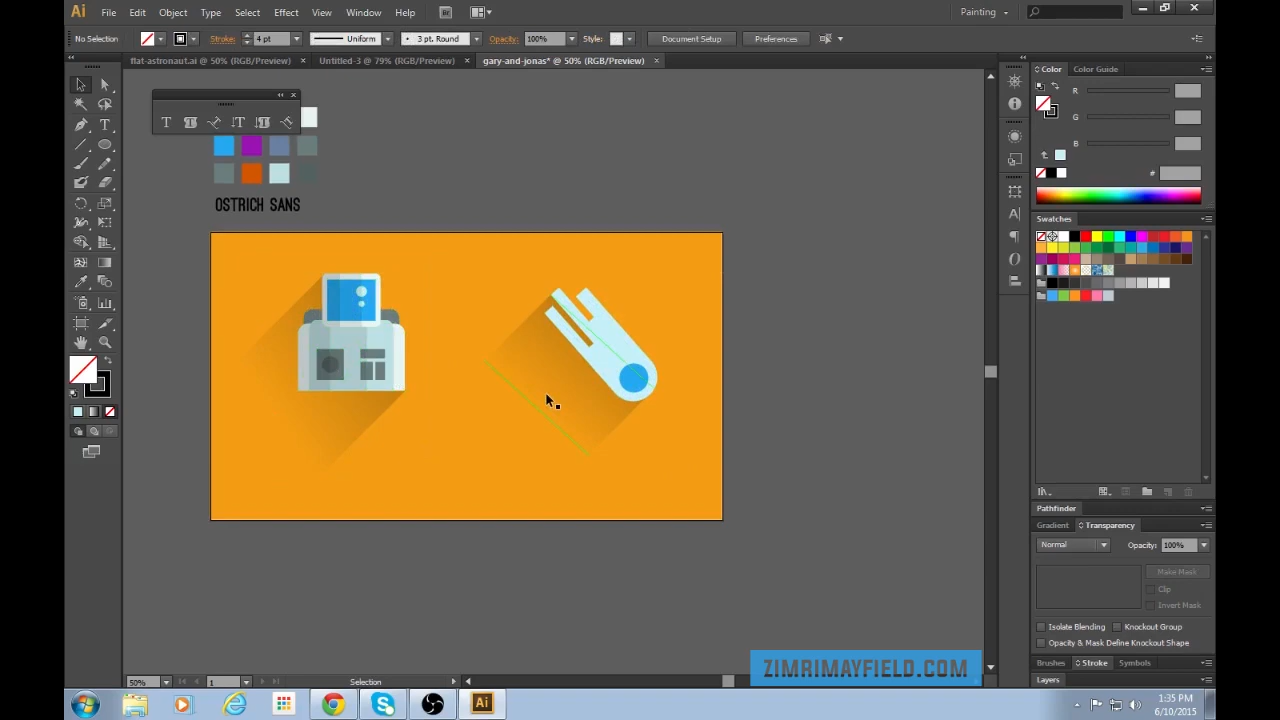 Ai File Edit Object Type Select Effect View Window Help Br Painting
No Selection Stroke: 4 pt Uniform 3 pt. Round Opacity: 100% Style: Document Setup Preferences
flat-astronaut.ai @ 50% (RGB/Preview) × Untitled-3 @ 79% (RGB/Preview) × gary-and-jonas* @ 50% (RGB/Preview) ×
Color Color Guide
R
G
B
#
OSTRICH SANS
Swatches
Pathfinder
Gradient Transparency
Normal Opacity: 100%
Make Mask
Clip
Invert Mask
Isolate Blending Knockout Group
Opacity & Mask Define Knockout Shape
Brushes Stroke Symbols
Layers
50% 1 Selection
ZIMRIMAYFIELD.COM
Ai
1:35 PM
6/10/2015